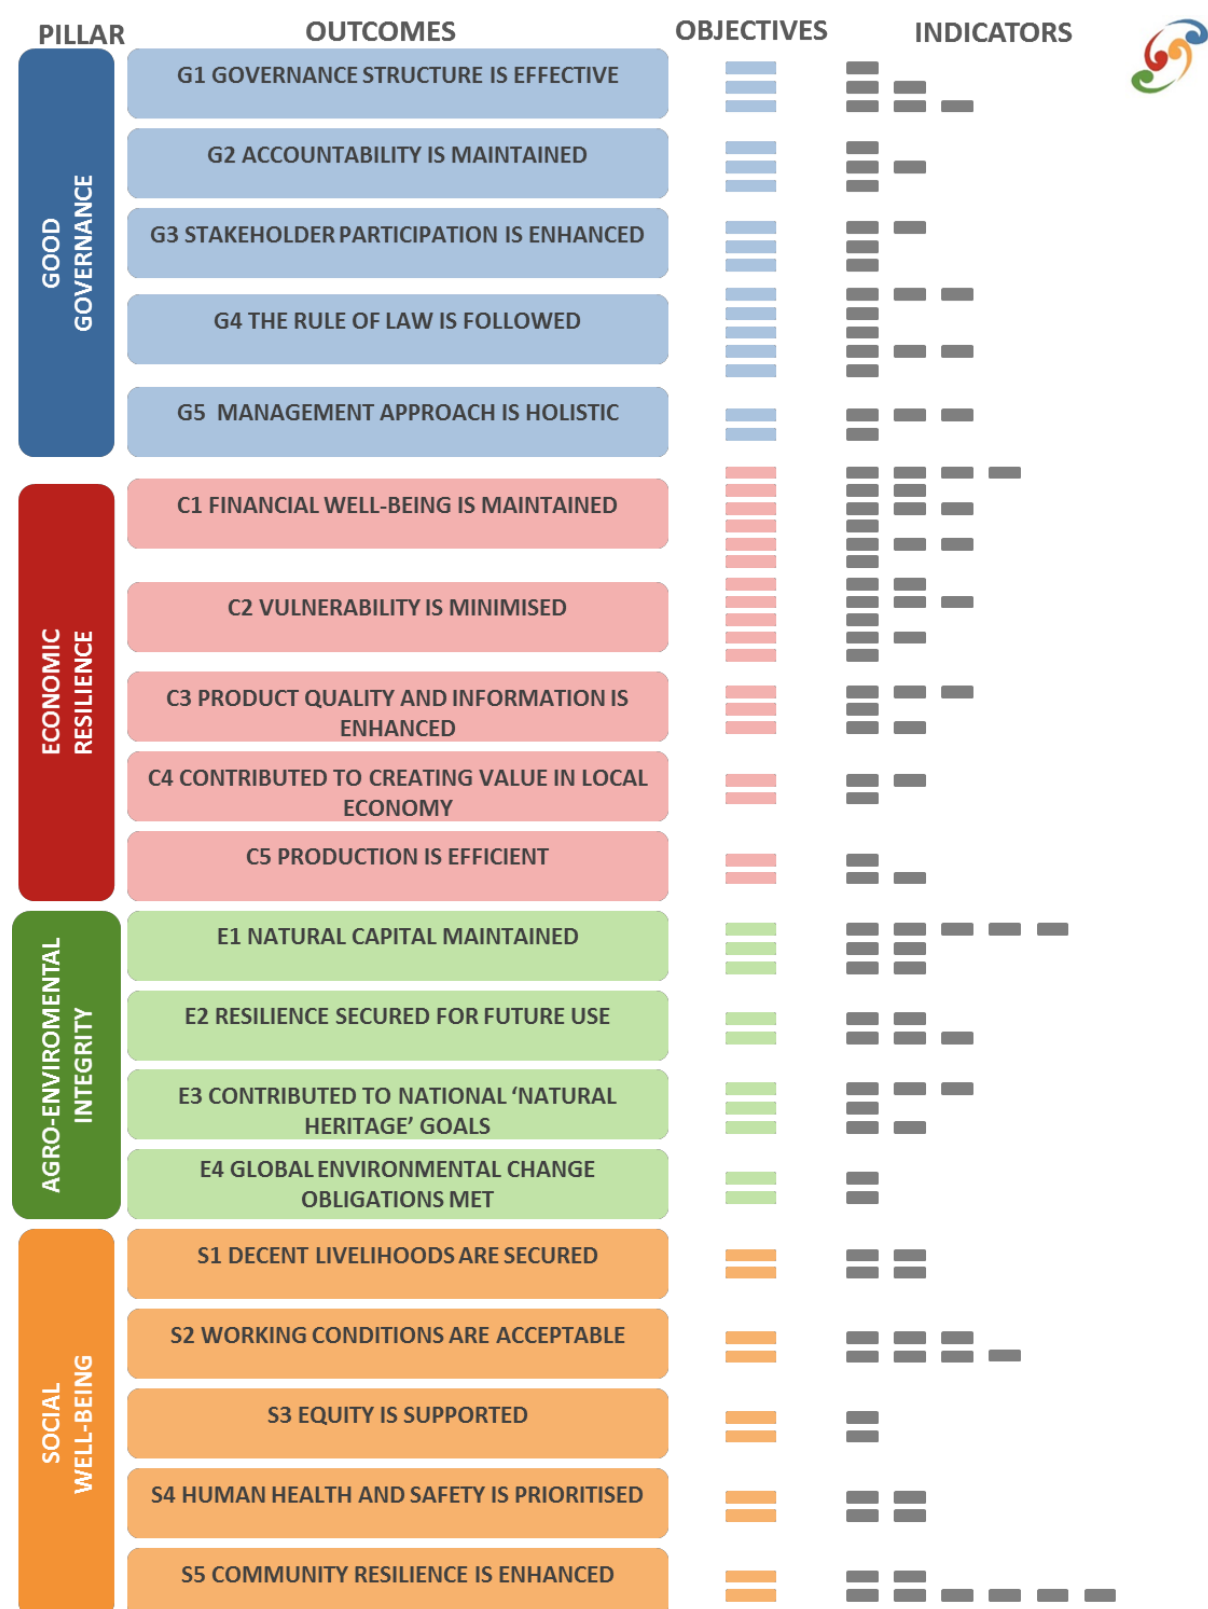 PILLAR OUTCOMES OBJECTIVES INDICATORS
GOOD
GOVERNANCE
G1 GOVERNANCE STRUCTURE IS EFFECTIVE
G2 ACCOUNTABILITY IS MAINTAINED
G3 STAKEHOLDER PARTICIPATION IS ENHANCED
G4 THE RULE OF LAW IS FOLLOWED
G5 MANAGEMENT APPROACH IS HOLISTIC
ECONOMIC
RESILIENCE
C1 FINANCIAL WELL-BEING IS MAINTAINED
C2 VULNERABILITY IS MINIMISED
C3 PRODUCT QUALITY AND INFORMATION IS
ENHANCED
C4 CONTRIBUTED TO CREATING VALUE IN LOCAL
ECONOMY
C5 PRODUCTION IS EFFICIENT
AGRO-ENVIROMENTAL
INTEGRITY
E1 NATURAL CAPITAL MAINTAINED
E2 RESILIENCE SECURED FOR FUTURE USE
E3 CONTRIBUTED TO NATIONAL ‘NATURAL
HERITAGE’ GOALS
E4 GLOBAL ENVIRONMENTAL CHANGE
OBLIGATIONS MET
SOCIAL
WELL-BEING
S1 DECENT LIVELIHOODS ARE SECURED
S2 WORKING CONDITIONS ARE ACCEPTABLE
S3 EQUITY IS SUPPORTED
S4 HUMAN HEALTH AND SAFETY IS PRIORITISED
S5 COMMUNITY RESILIENCE IS ENHANCED